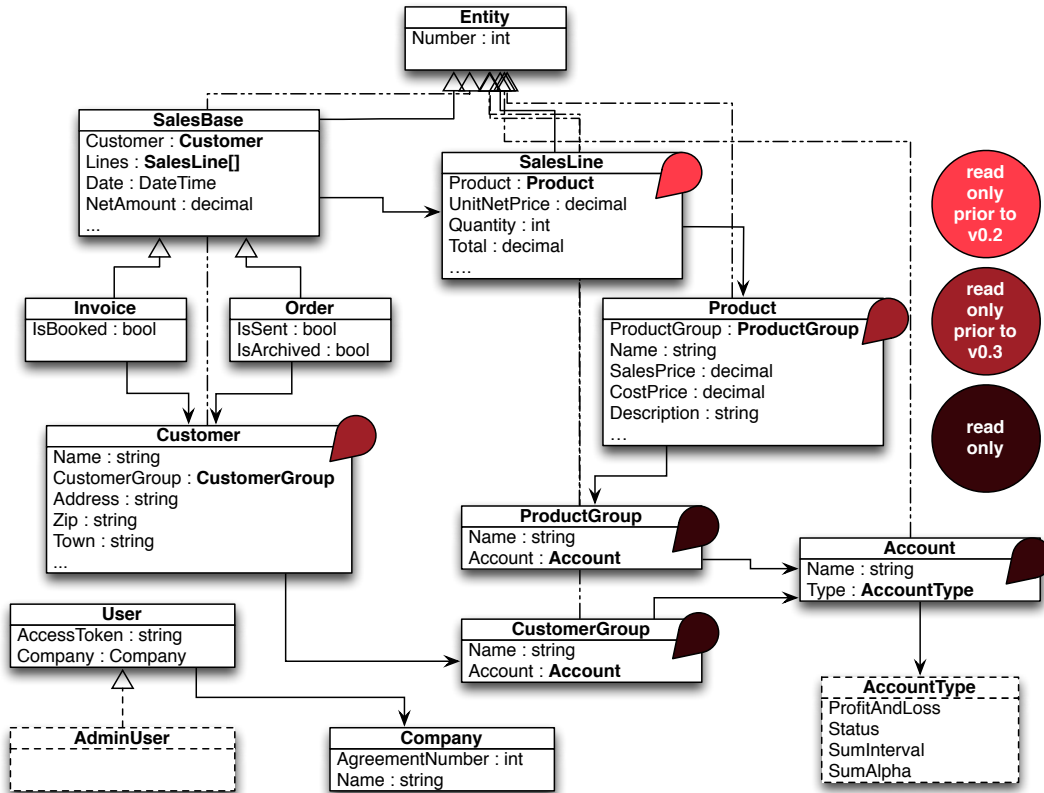 Entity
Number : int
SalesBase
Customer : Customer
Lines : SalesLine[]
Date : DateTime
NetAmount : decimal
...
SalesLine
Product : Product
UnitNetPrice : decimal
Quantity : int
Total : decimal
....
read
only
prior to
v0.2
Invoice
IsBooked : bool
Order
IsSent : bool
IsArchived : bool
Product
ProductGroup : ProductGroup
Name : string
SalesPrice : decimal
CostPrice : decimal
Description : string
...
read
only
prior to
v0.3
Customer
Name : string
CustomerGroup : CustomerGroup
Address : string
Zip : string
Town : string
...
read
only
ProductGroup
Name : string
Account : Account
Account
Name : string
Type : AccountType
User
AccessToken : string
Company : Company
CustomerGroup
Name : string
Account : Account
AccountType
ProfitAndLoss
Status
SumInterval
SumAlpha
AdminUser
Company
AgreementNumber : int
Name : string